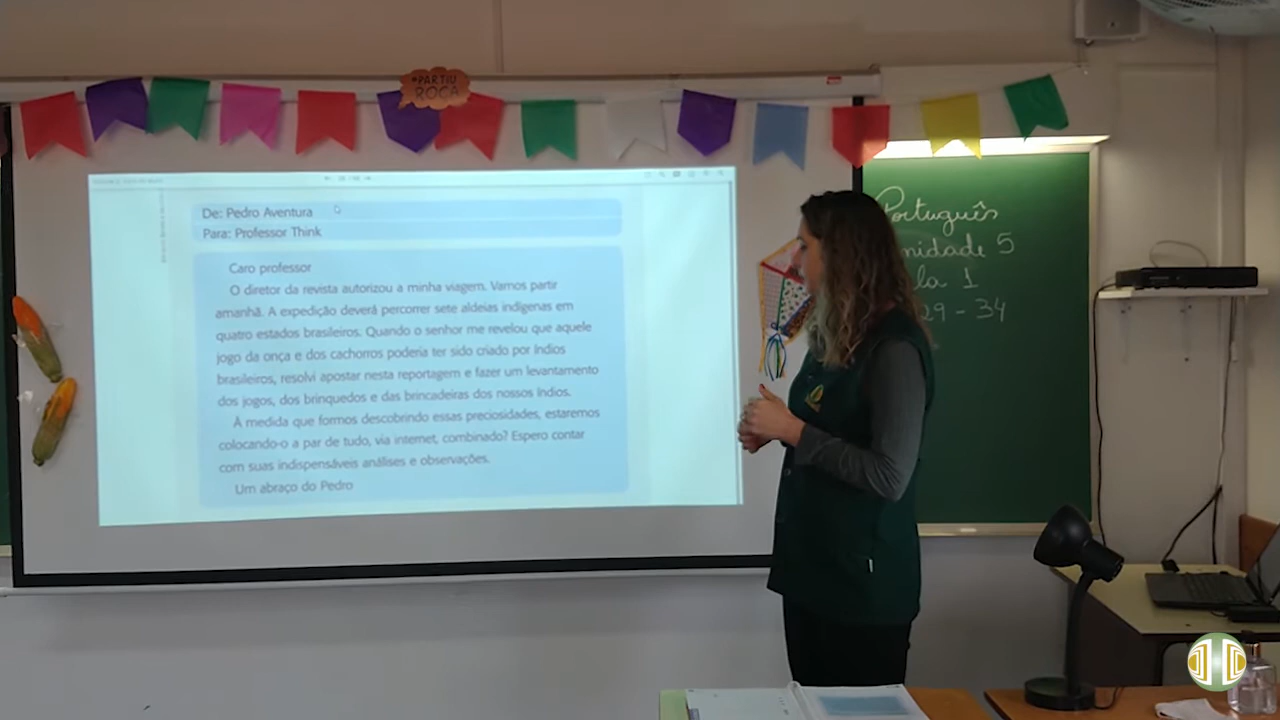 #PARTIU
ROÇA
De: Pedro Aventura
Para: Professor Think
Caro professor
O diretor da revista autorizou a minha viagem. Vamos partir
amanhã. A expedição deverá percorrer sete aldeias indígenas em
quatro estados brasileiros. Quando o senhor me revelou que aquele
jogo da onça e dos cachorros poderia ter sido criado por índios
brasileiros, resolvi apostar nesta reportagem e fazer um levantamento
dos jogos, dos brinquedos e das brincadeiras dos nossos índios.
À medida que formos descobrindo essas preciosidades, estaremos
colocando-o a par de tudo, via internet, combinado? Espero contar
com suas indispensáveis análises e observações.
Um abraço do Pedro
Português
nidade 5
la 1
29 - 34